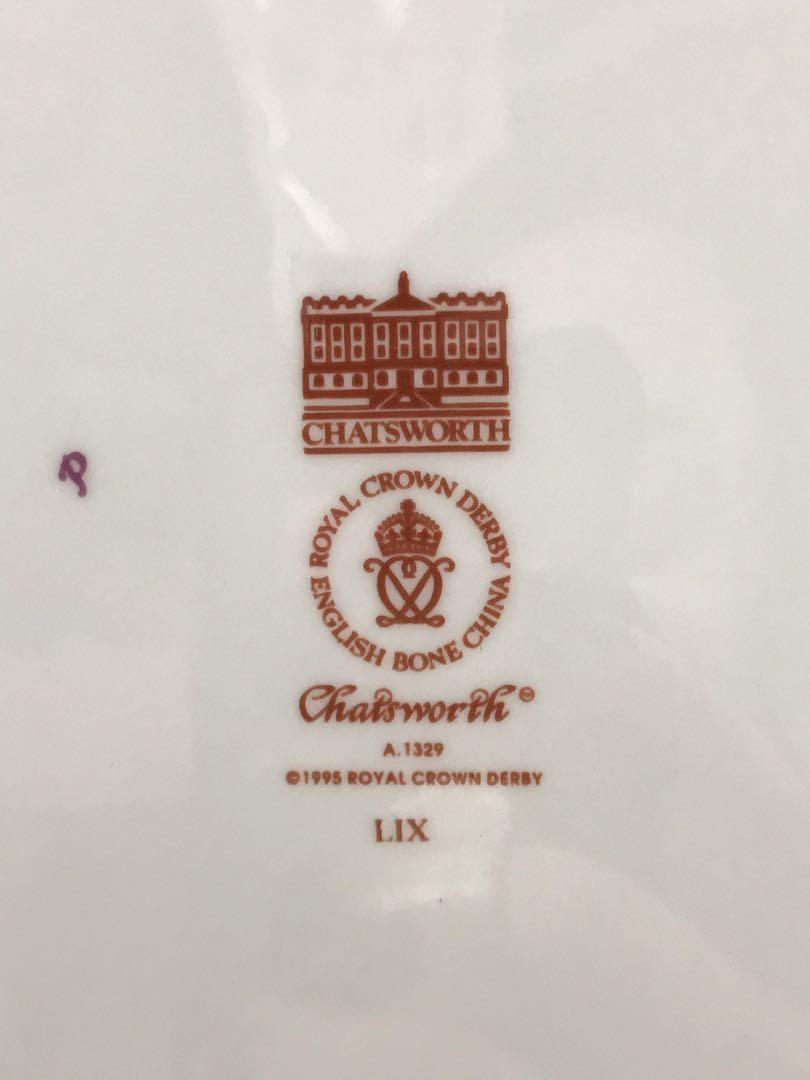 CHATSWORTH
ROYAL CROWN DERBY
ENGLISH BONE CHINA
Chatsworth
A.1329
©1995 ROYAL CROWN DERBY
LIX